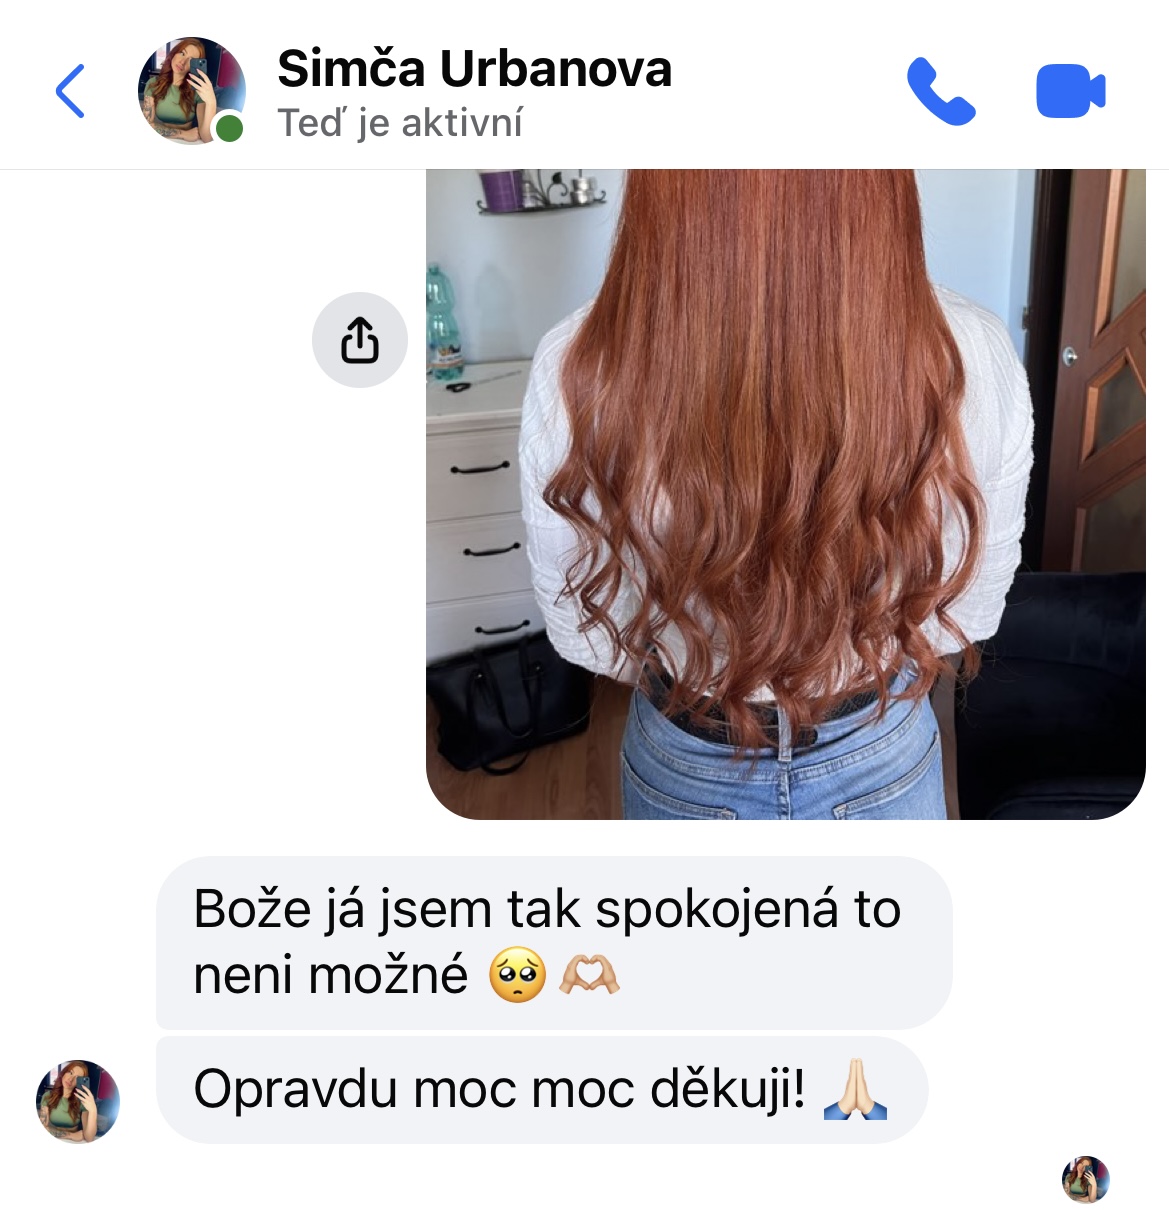 Simča Urbanova
Teď je aktivní
Bože já jsem tak spokojená to
neni možné 🥺🫶🏼
Opravdu moc moc děkuji! 🙏🏻